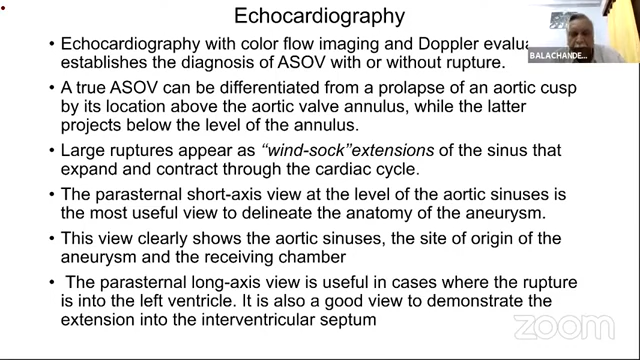 Echocardiography
• Echocardiography with color flow imaging and Doppler
establishes the diagnosis of ASOV with or without rupture.
• A true ASOV can be differentiated from a prolapse of an aortic cusp
by its location above the aortic valve annulus, while the latter
projects below the level of the annulus.
• Large ruptures appear as “wind-sock”extensions of the sinus that
expand and contract through the cardiac cycle.
• The parasternal short-axis view at the level of the aortic sinuses is
the most useful view to delineate the anatomy of the aneurysm.
• This view clearly shows the aortic sinuses, the site of origin of the
aneurysm and the receiving chamber
• The parasternal long-axis view is useful in cases where the rupture
is into the left ventricle. It is also a good view to demonstrate the
extension into the interventricular septum
BALACHANDE...
zoom